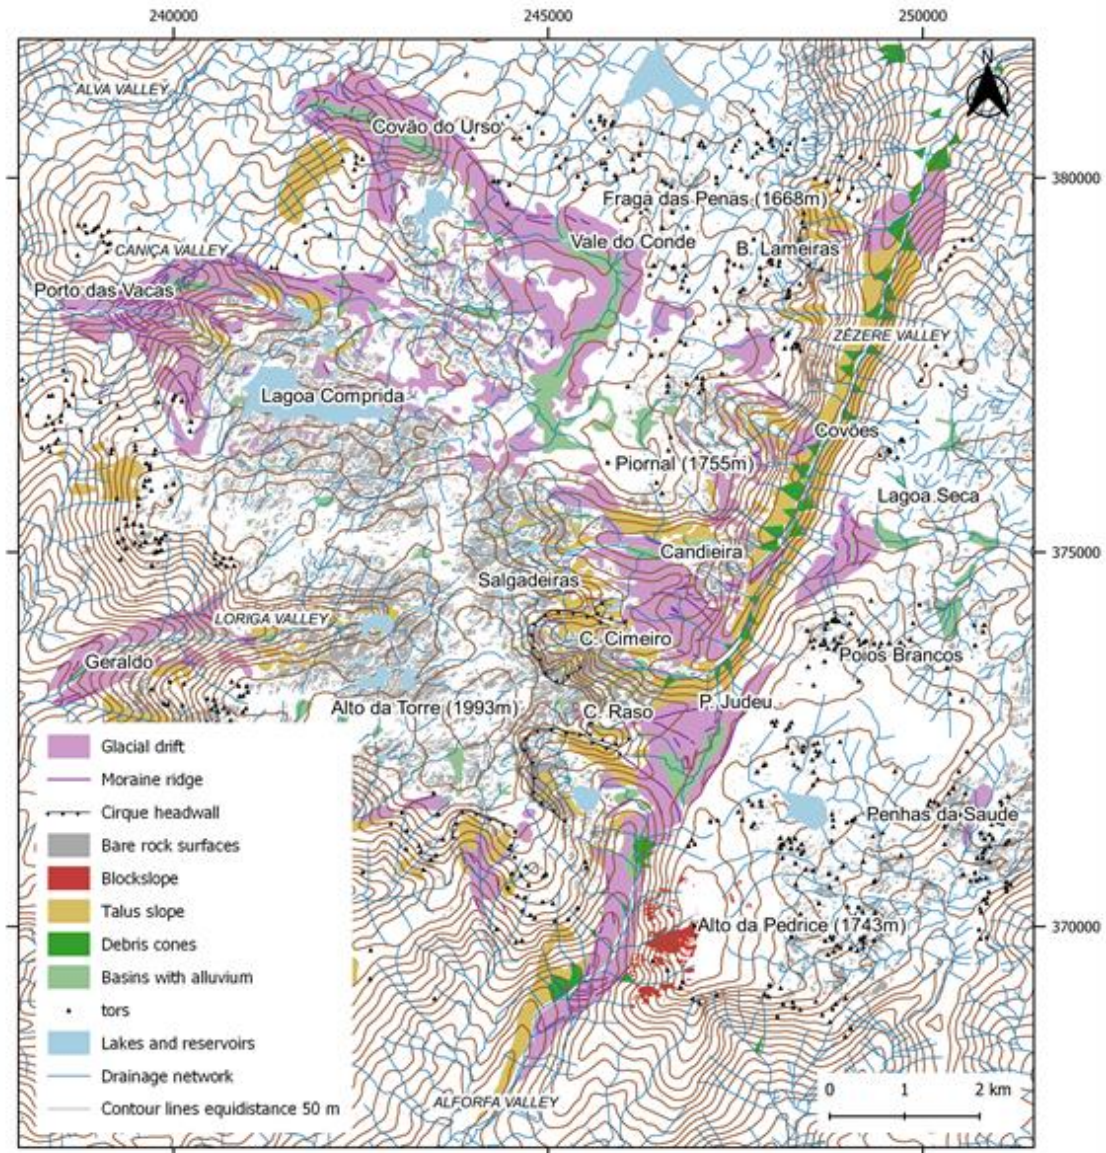 240000
245000
250000
N
ALVA VALLEY
Covão do Urso
380000
Fraga das Penas (1668m)
Vale do Conde
B. Lameiras
CANIÇA VALLEY
Porto das Vacas
ZÊZERE VALLEY
Lagoa Comprida
Covões
Piornal (1755m)
Lagoa Seca
Candieira
375000
Salgadeiras
LORIGA VALLEY
C. Cimeiro
Poios Brancos
Geraldo
P. Judeu
Alto da Torre (1993m)
C. Raso
Penhas da Saude
Alto da Pedrice (1743m)
370000
ALFORFA VALLEY
Glacial drift
Moraine ridge
Cirque headwall
Bare rock surfaces
Blockslope
Talus slope
Debris cones
Basins with alluvium
tors
Lakes and reservoirs
Drainage network
Contour lines equidistance 50 m
0 1 2 km